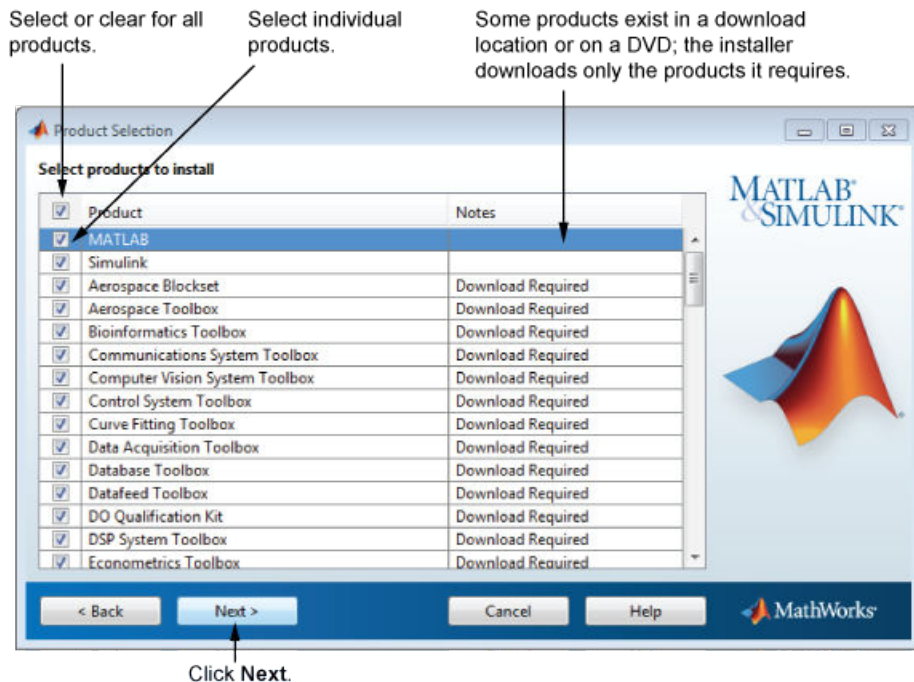 Select or clear for all
products.
Select individual
products.
Some products exist in a download
location or on a DVD; the installer
downloads only the products it requires.
Product Selection
Select products to install
Product Notes
MATLAB
Simulink
Aerospace Blockset Download Required
Aerospace Toolbox Download Required
Bioinformatics Toolbox Download Required
Communications System Toolbox Download Required
Computer Vision System Toolbox Download Required
Control System Toolbox Download Required
Curve Fitting Toolbox Download Required
Data Acquisition Toolbox Download Required
Database Toolbox Download Required
Datafeed Toolbox Download Required
DO Qualification Kit Download Required
DSP System Toolbox Download Required
Econometrics Toolbox Download Required
MATLAB®
&SIMULINK®
< Back Next > Cancel Help MathWorks®
Click Next.